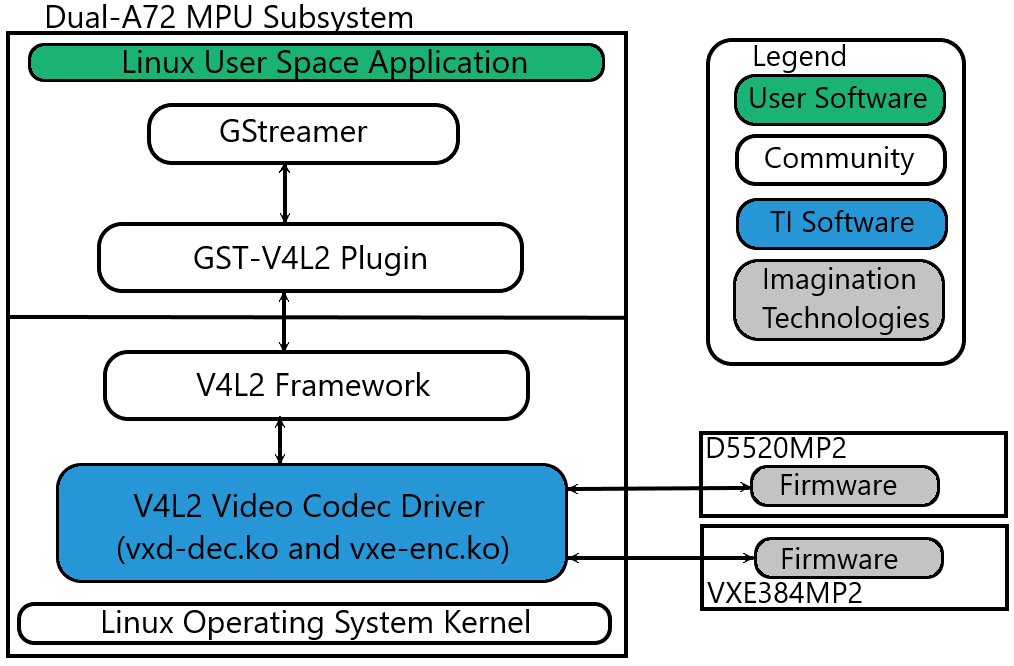 Dual-A72 MPU Subsystem
Linux User Space Application
GStreamer
GST-V4L2 Plugin
V4L2 Framework
V4L2 Video Codec Driver
(vxd-dec.ko and vxe-enc.ko)
Linux Operating System Kernel
Legend
User Software
Community
TI Software
Imagination
Technologies
D5520MP2
Firmware
Firmware
VXE384MP2